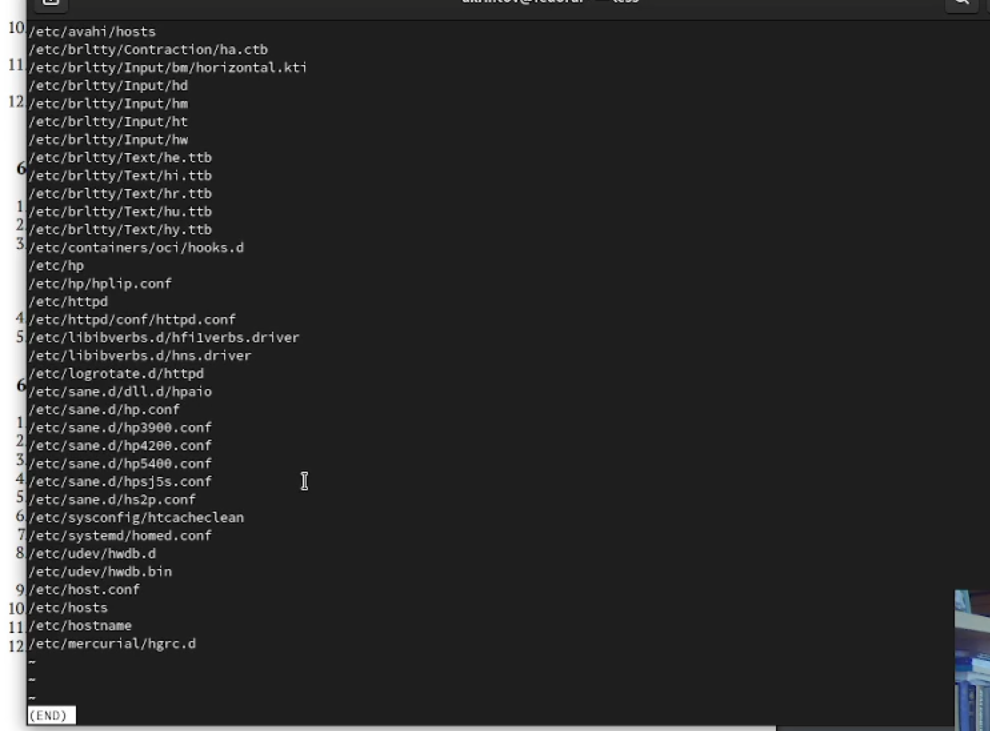 10.
/etc/avahi/hosts
/etc/brltty/Contraction/ha.ctb
11.
/etc/brltty/Input/bm/horizontal.kti
/etc/brltty/Input/hd
12.
/etc/brltty/Input/hm
/etc/brltty/Input/ht
/etc/brltty/Input/hw
/etc/brltty/Text/he.ttb
6
/etc/brltty/Text/hi.ttb
/etc/brltty/Text/hr.ttb
1
/etc/brltty/Text/hu.ttb
2
/etc/brltty/Text/hy.ttb
3
/etc/containers/oci/hooks.d
/etc/hp
/etc/hp/hplip.conf
/etc/httpd
4
/etc/httpd/conf/httpd.conf
5
/etc/libibverbs.d/hfi1verbs.driver
/etc/libibverbs.d/hns.driver
/etc/logrotate.d/httpd
6
/etc/sane.d/dll.d/hpaio
/etc/sane.d/hp.conf
1
/etc/sane.d/hp3900.conf
2
/etc/sane.d/hp4200.conf
3
/etc/sane.d/hp5400.conf
4
/etc/sane.d/hpsj5s.conf
5
/etc/sane.d/hs2p.conf
6
/etc/sysconfig/htcacheclean
7
/etc/systemd/homed.conf
8
/etc/udev/hwdb.d
/etc/udev/hwdb.bin
9
/etc/host.conf
10
/etc/hosts
11
/etc/hostname
12
/etc/mercurial/hgrc.d
~
~
~
(END)